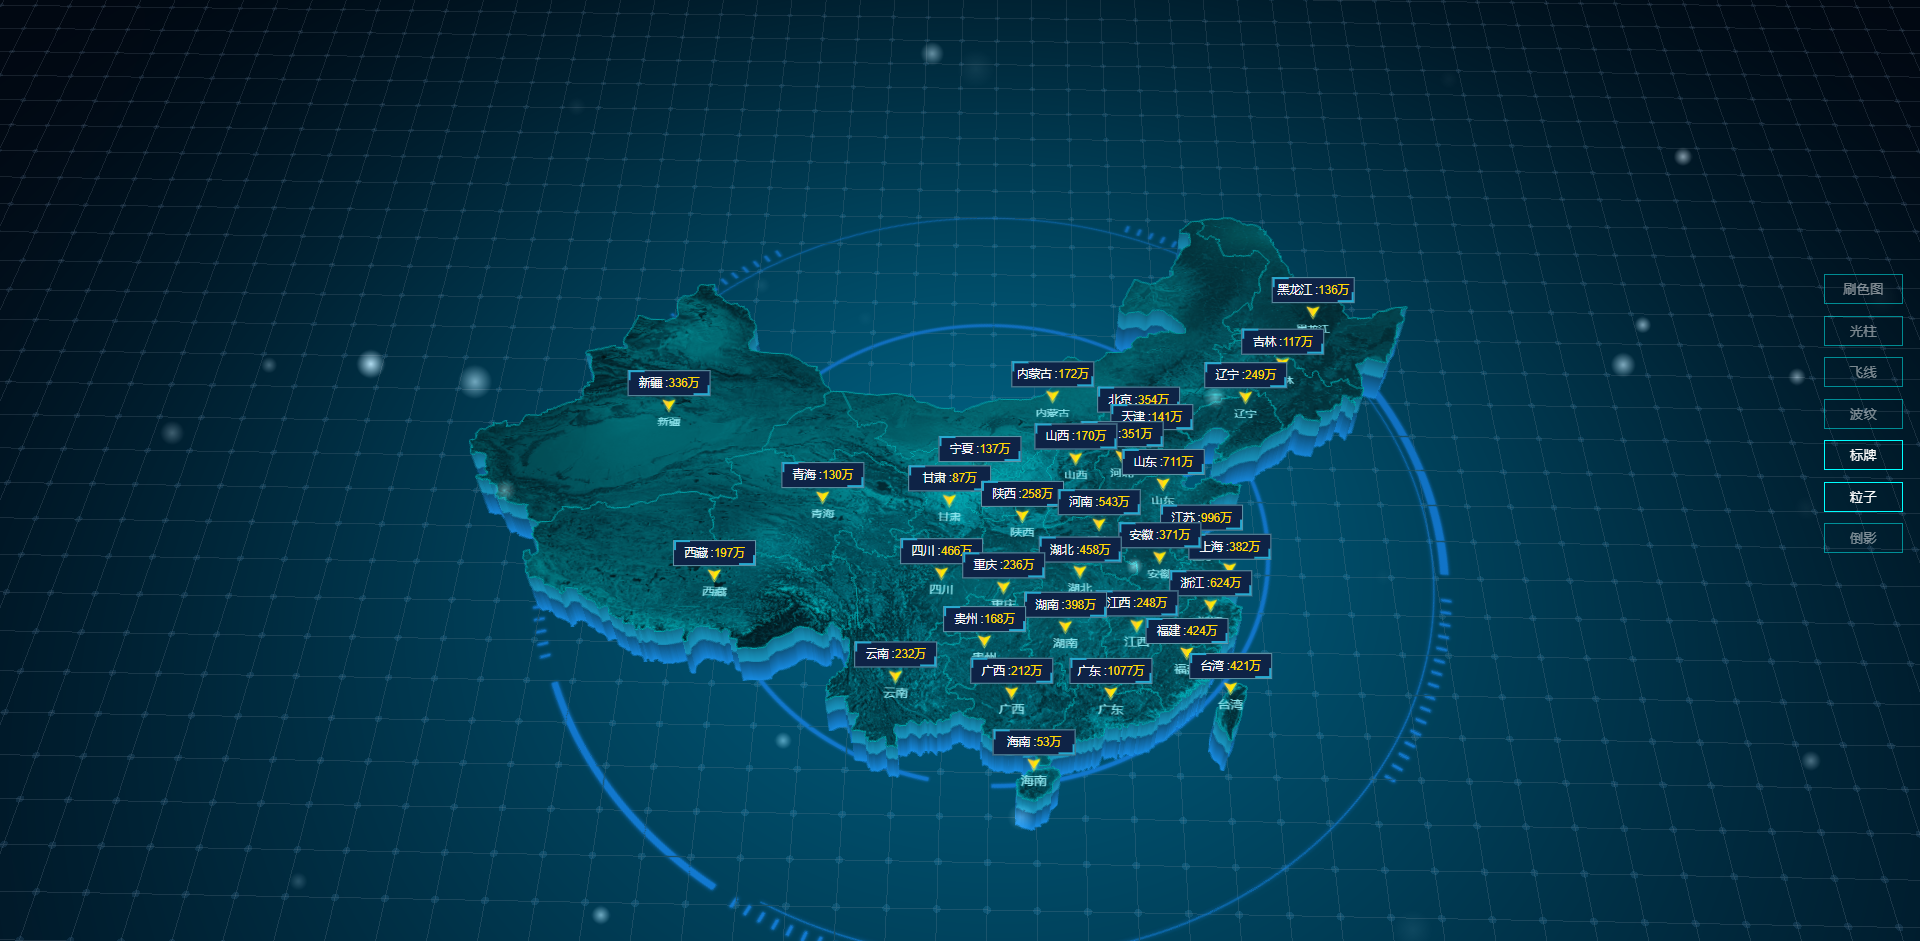 黑龙江 :136万
黑龙江
吉林 :117万
林
辽宁 :249万
辽宁
内蒙古 :172万
内蒙古
新疆 :336万
新疆
北京 :354万
天津 :141万
:351万
山西 :170万
山西
宁夏 :137万
山东 :711万
山东
青海 :130万
青海
甘肃 :87万
甘肃
陕西 :258万
陕西
河南 :543万
江苏 :996万
安徽 :371万
安徽
上海 :382万
四川 :466万
四川
湖北 :458万
湖北
西藏 :197万
西藏
重庆 :236万
重庆
浙江 :624万
湖南 :398万
湖南
江西 :248万
江西
贵州 :168万
贵州
福建 :424万
福
云南 :232万
云南
台湾 :421万
台湾
广西 :212万
广西
广东 :1077万
广东
海南 :53万
海南
刷色图
光柱
飞线
波纹
标牌
粒子
倒影